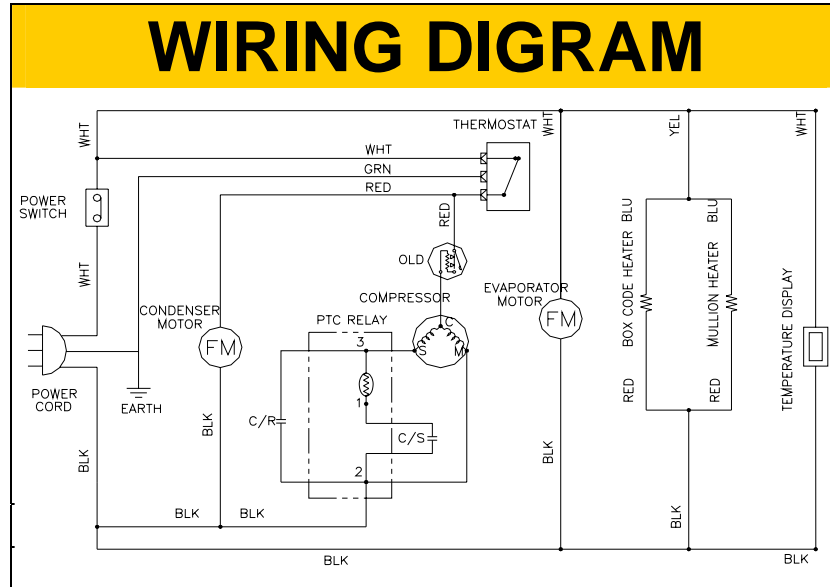 WIRING DIGRAM
WHT
THERMOSTAT
WHT
YEL
WHT
WHT
GRN
RED
POWER
SWITCH
RED
BLU
BLU
OLD
WHT
COMPRESSOR
EVAPORATOR
MOTOR
BOX CODE HEATER
MULLION HEATER
TEMPERATURE DISPLAY
CONDENSER
MOTOR
PTC RELAY
C
FM
3
S
M
FM
POWER
CORD
EARTH
1
RED
RED
C/R
C/S
BLK
BLK
2
BLK
BLK
BLK
BLK
BLK
BLK